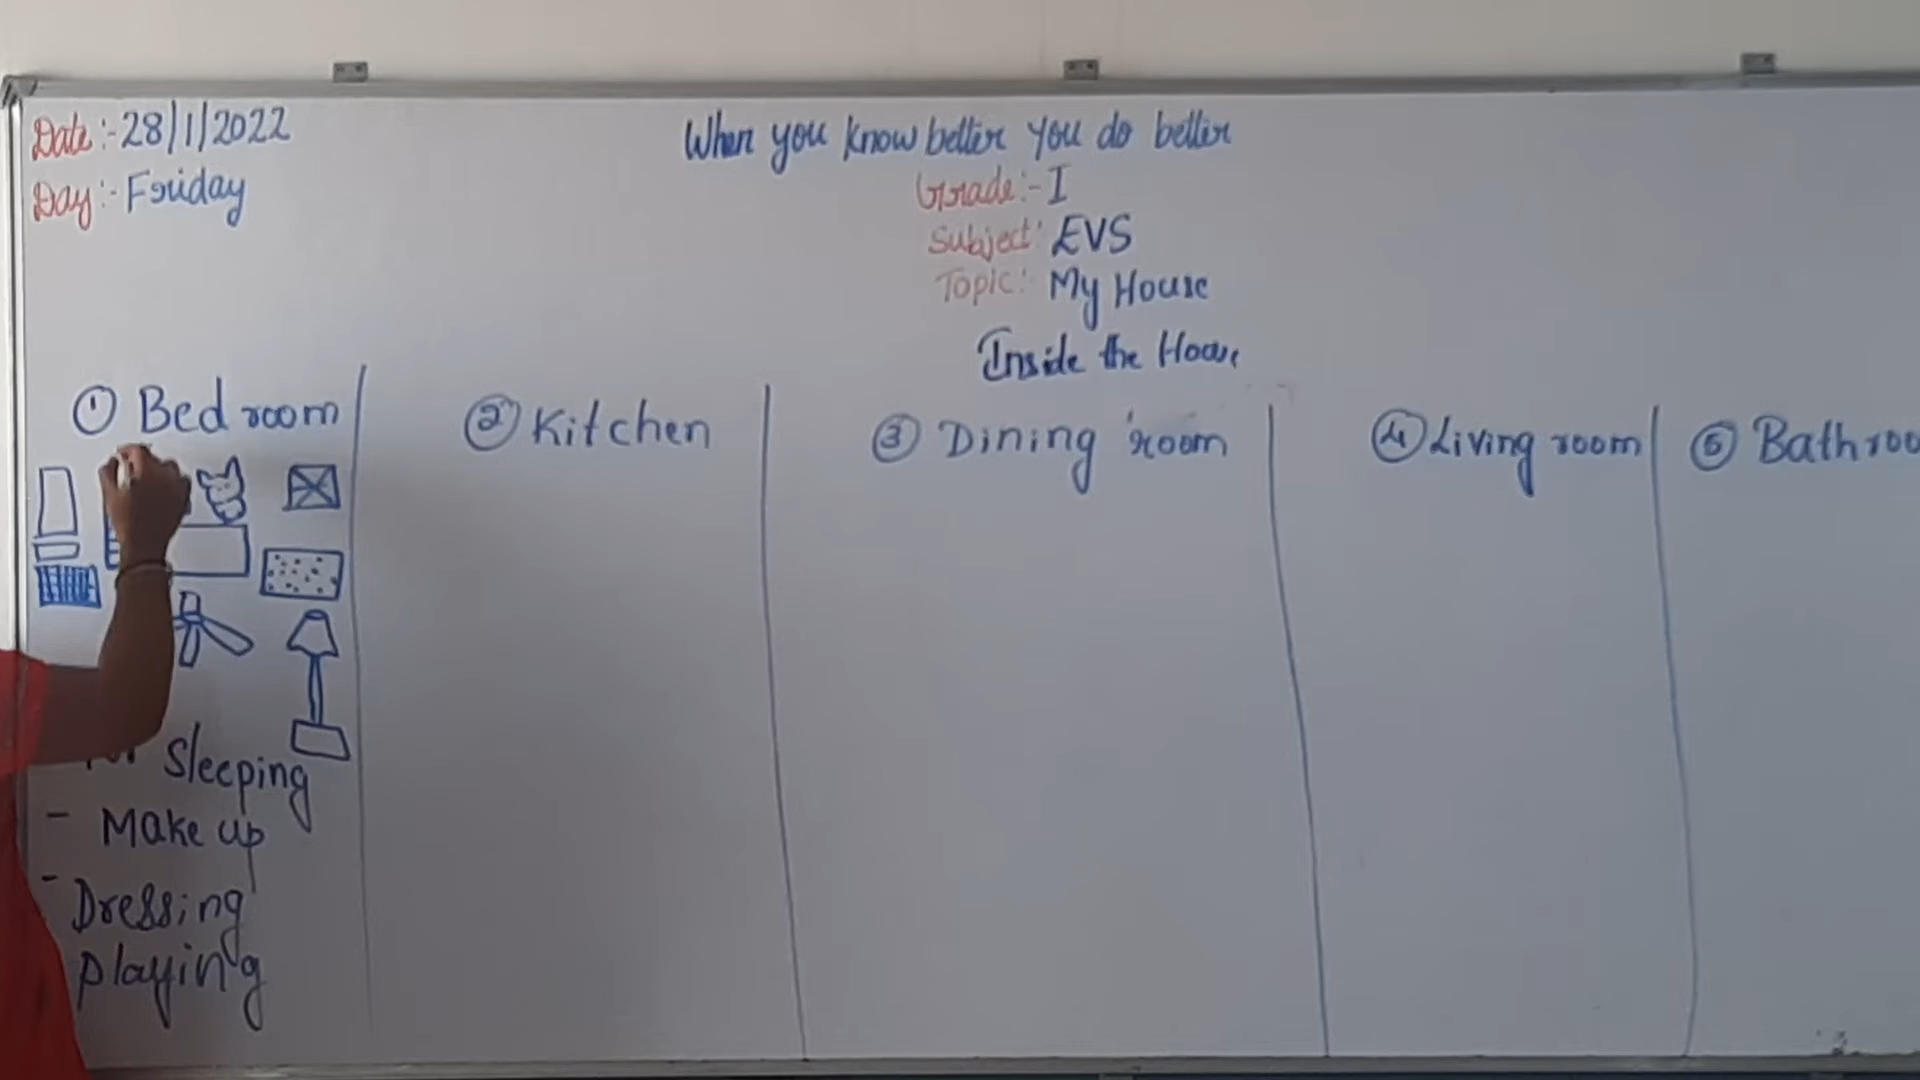 Date:- 28/1/2022
Day:- Friday
When you know better you do better
Grade:- I
Subject: EVS
Topic: My House
Inside the House
① Bed room
② Kitchen
③ Dining room
④ Living room
⑤ Bathroo
Sleeping
- Make up
- Dressing
playing